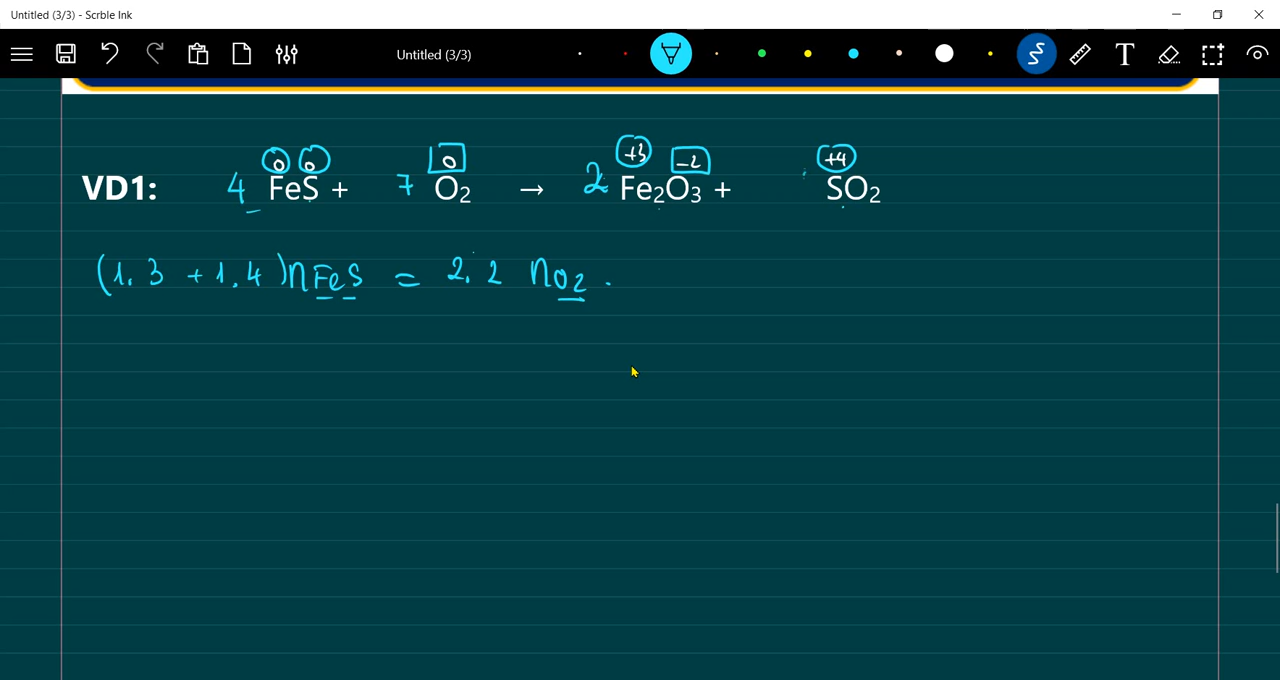 Untitled (3/3) - Scrble Ink
Untitled (3/3)
T
0 0 0 +3 -2 +4
VD1: 4 FeS + 7 O2 → 2 Fe2O3 + SO2
(1.3 + 1.4)nFeS = 2.2 nO2.